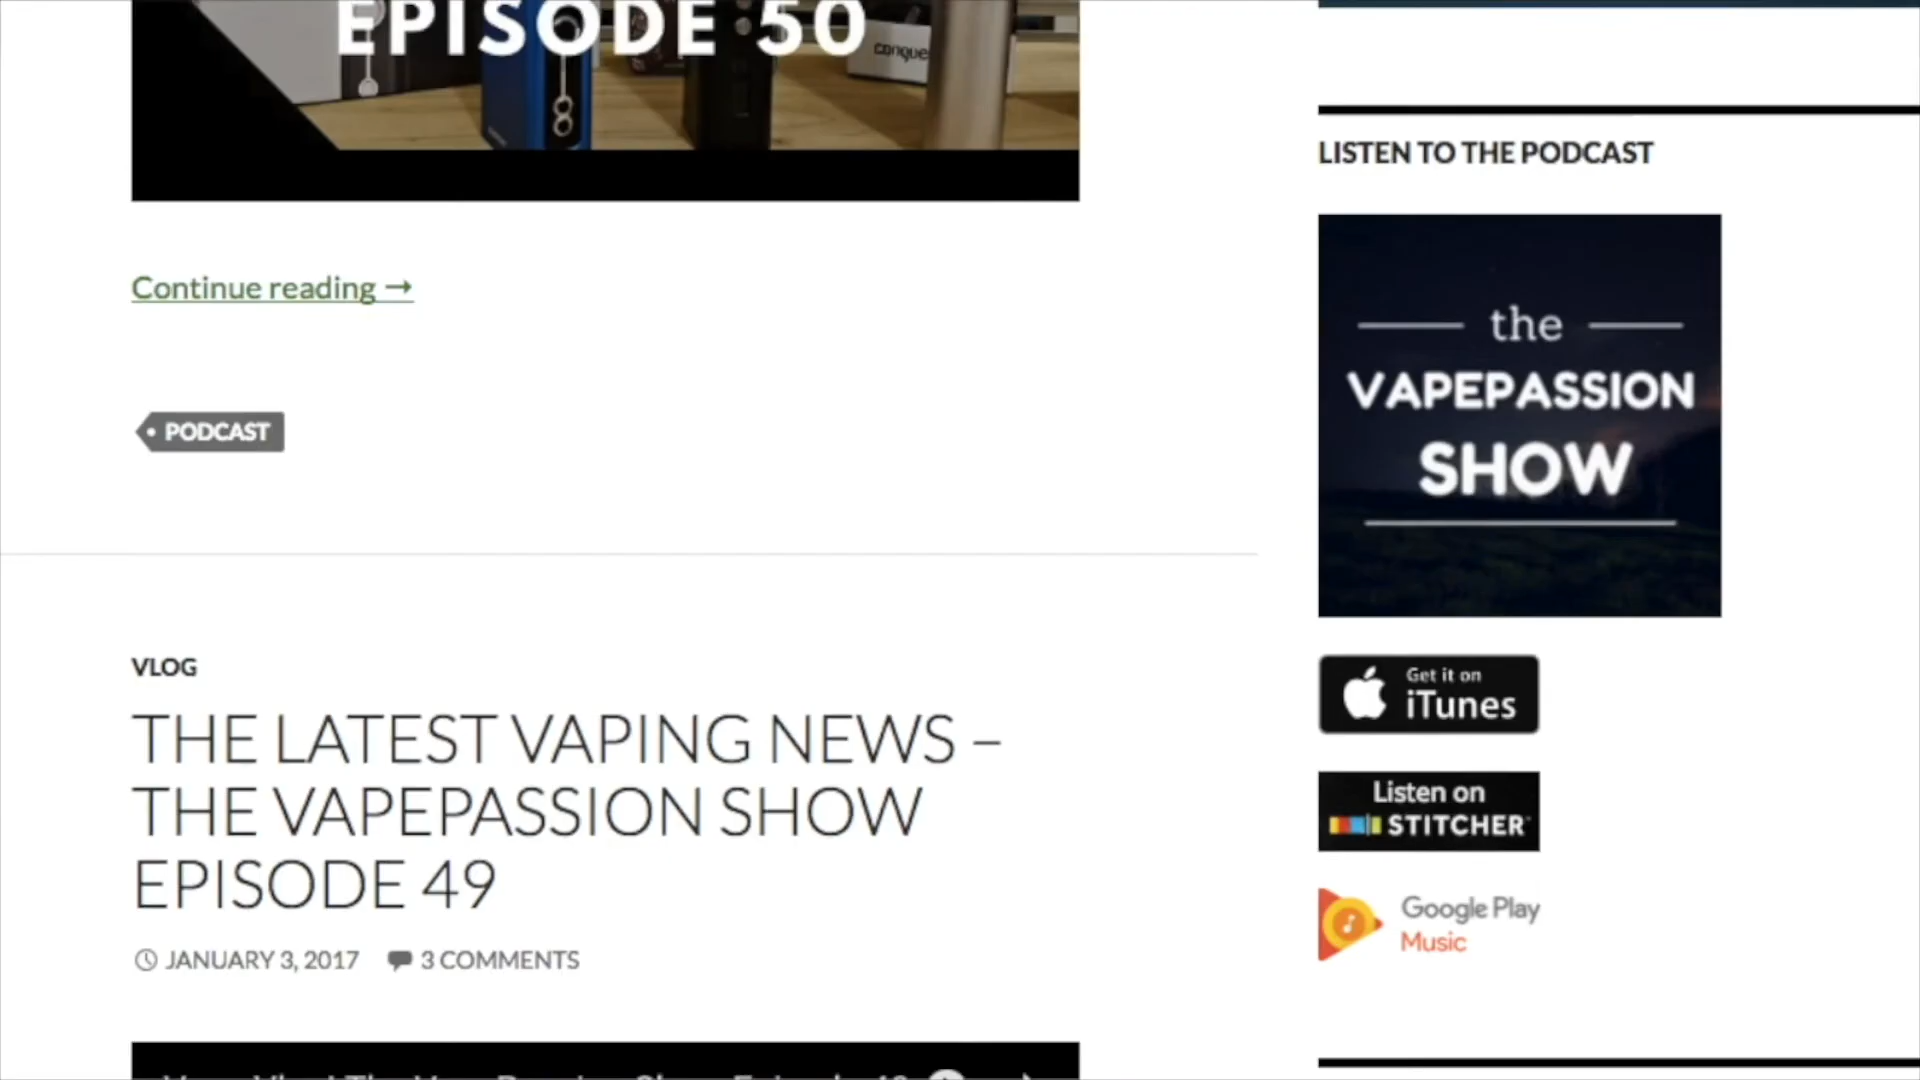 EPISODE 50
Continue reading →
PODCAST
VLOG
THE LATEST VAPING NEWS –
THE VAPEPASSION SHOW
EPISODE 49
JANUARY 3, 2017 3 COMMENTS
LISTEN TO THE PODCAST
the
VAPEPASSION
SHOW
Get it on
iTunes
Listen on
STITCHER
Google Play
Music